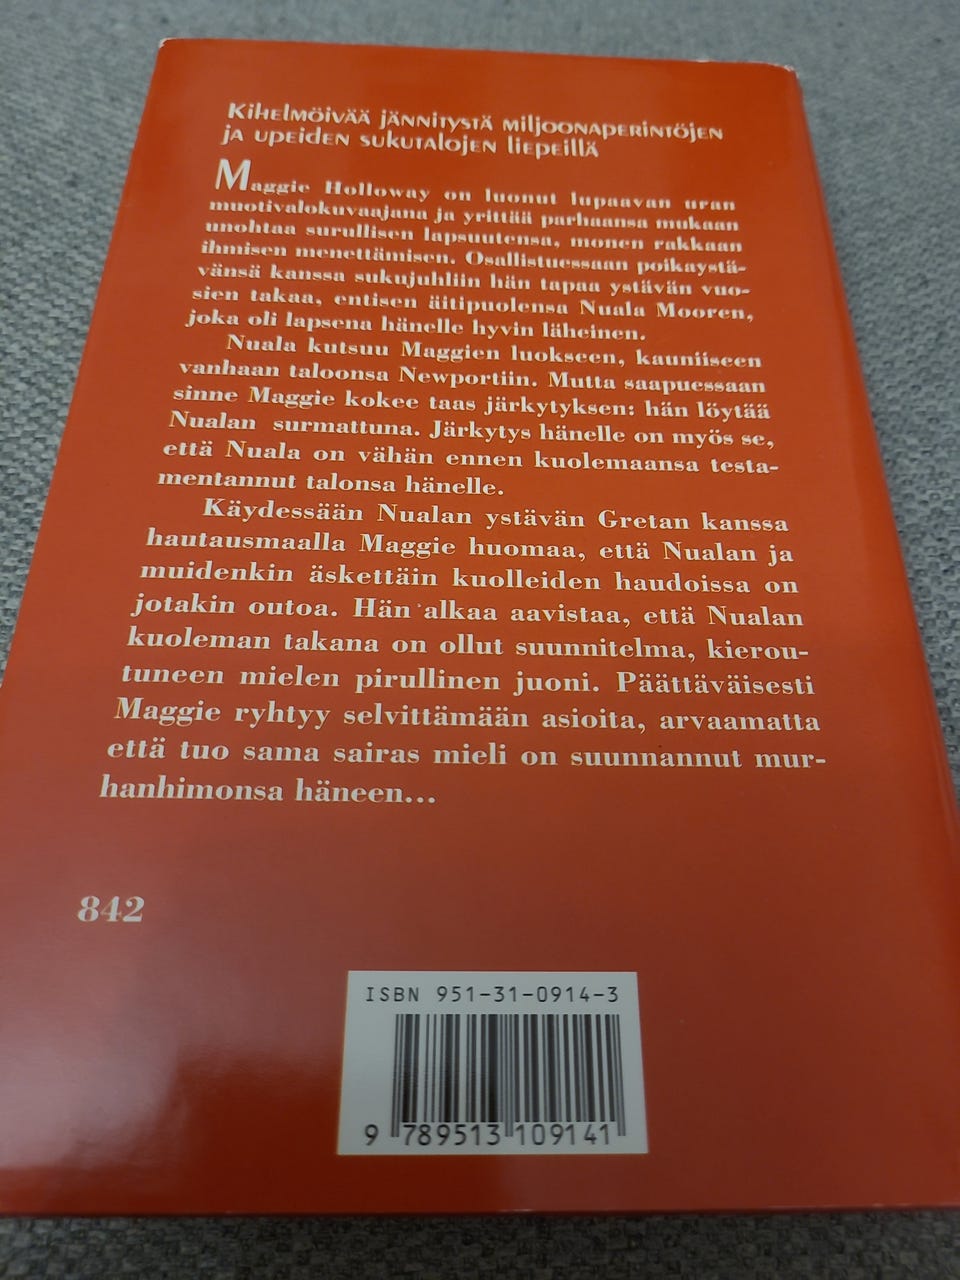 Kihelmöivää jännitystä miljoonaperintöjen
ja upeiden sukutalojen liepeillä
Maggie Holloway on luonut lupaavan uran
muotivalokuvaajana ja yrittää parhaansa mukaan
unohtaa surullisen lapsuutensa, monen rakkaan
ihmisen menettämisen. Osallistuessaan poikaystä-
vänsä kanssa sukujuhliin hän tapaa ystävän vuo-
sien takaa, entisen äitipuolensa Nuala Mooren,
joka oli lapsena hänelle hyvin läheinen.
Nuala kutsuu Maggien luokseen, kauniiseen
vanhaan taloonsa Newportiin. Mutta saapuessaan
sinne Maggie kokee taas järkytyksen: hän löytää
Nualan surmattuna. Järkytys hänelle on myös se,
että Nuala on vähän ennen kuolemaansa testa-
mentannut talonsa hänelle.
Käydessään Nualan ystävän Gretan kanssa
hautausmaalla Maggie huomaa, että Nualan ja
muidenkin äskettäin kuolleiden haudoissa on
jotakin outoa. Hän alkaa aavistaa, että Nualan
kuoleman takana on ollut suunnitelma, kierou-
tuneen mielen pirullinen juoni. Päättäväisesti
Maggie ryhtyy selvittämään asioita, arvaamatta
että tuo sama sairas mieli on suunnannut mur-
hanhimonsa häneen...
842
ISBN 951-31-0914-3
9 789513 109141